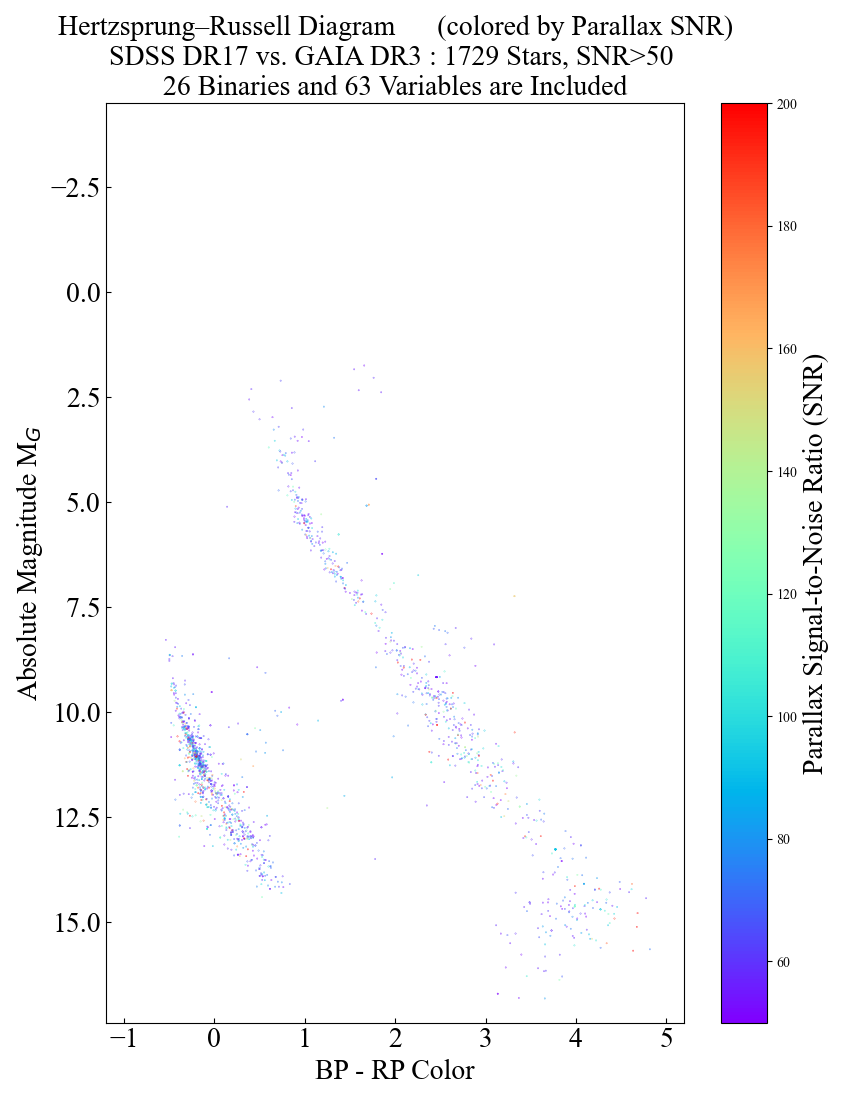 Hertzsprung–Russell Diagram (colored by Parallax SNR)
SDSS DR17 vs. GAIA DR3 : 1729 Stars, SNR>50
26 Binaries and 63 Variables are Included
Absolute Magnitude M_G
−2.5
0.0
2.5
5.0
7.5
10.0
12.5
15.0
−1 0 1 2 3 4 5
BP - RP Color
200
180
160
140
120
100
80
60
Parallax Signal-to-Noise Ratio (SNR)